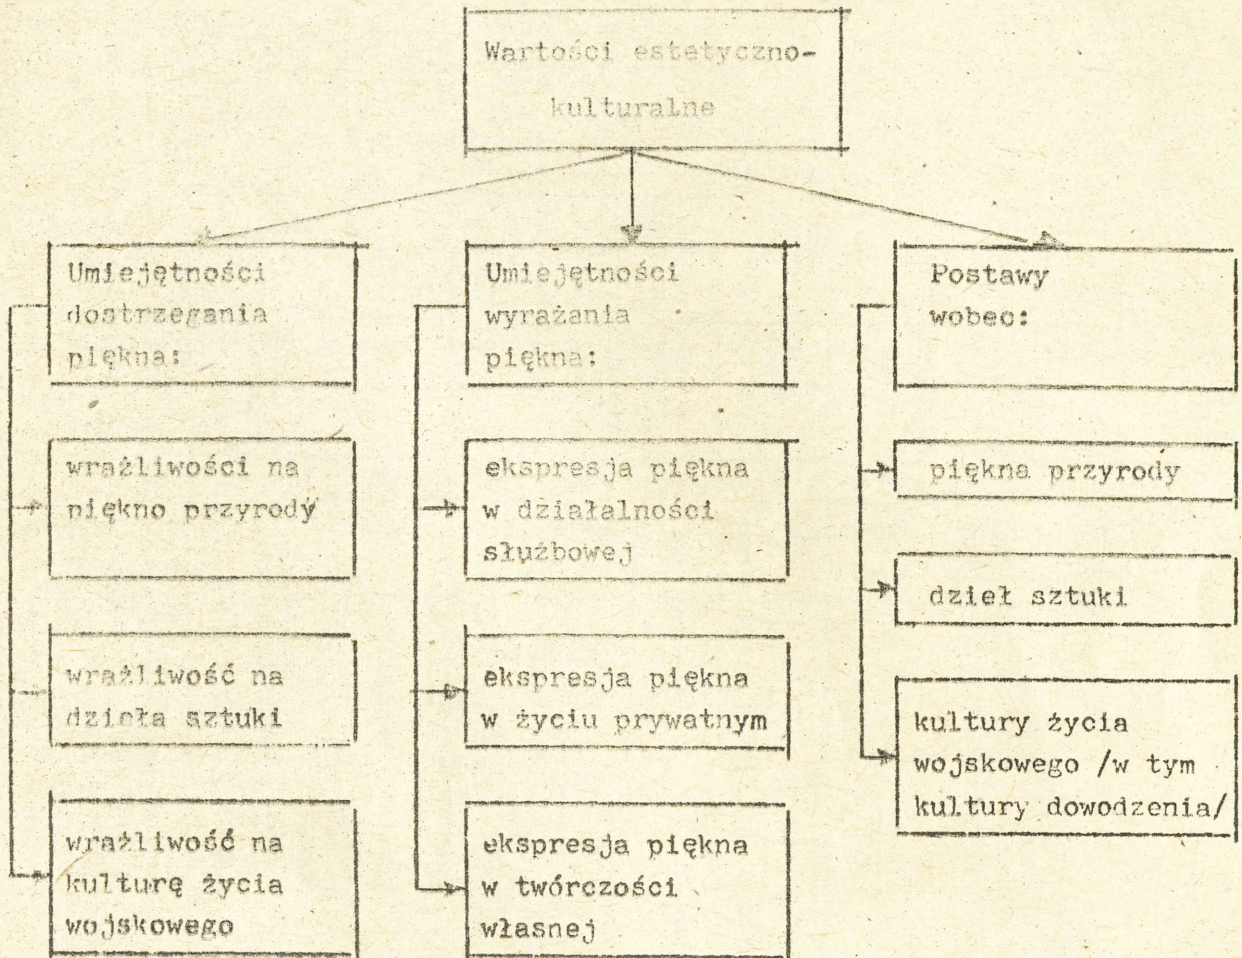 Wartości estetyczno-
kulturalne
Umiejętności
dostrzegania
piękna:
wrażliwości na
piękno przyrody
wrażliwość na
dzieła sztuki
wrażliwość na
kulturę życia
wojskowego
Umiejętności
wyrażania
piękna:
ekspresja piękna
w działalności
służbowej
ekspresja piękna
w życiu prywatnym
ekspresja piękna
w twórczości
własnej
Postawy
wobec:
piękna przyrody
dzieł sztuki
kultury życia
wojskowego /w tym
kultury dowodzenia/